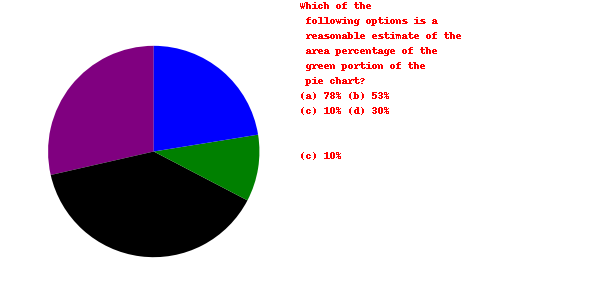 Which of the
following options is a
reasonable estimate of the
area percentage of the
green portion of the
pie chart?
(a) 78% (b) 53%
(c) 10% (d) 30%
(c) 10%